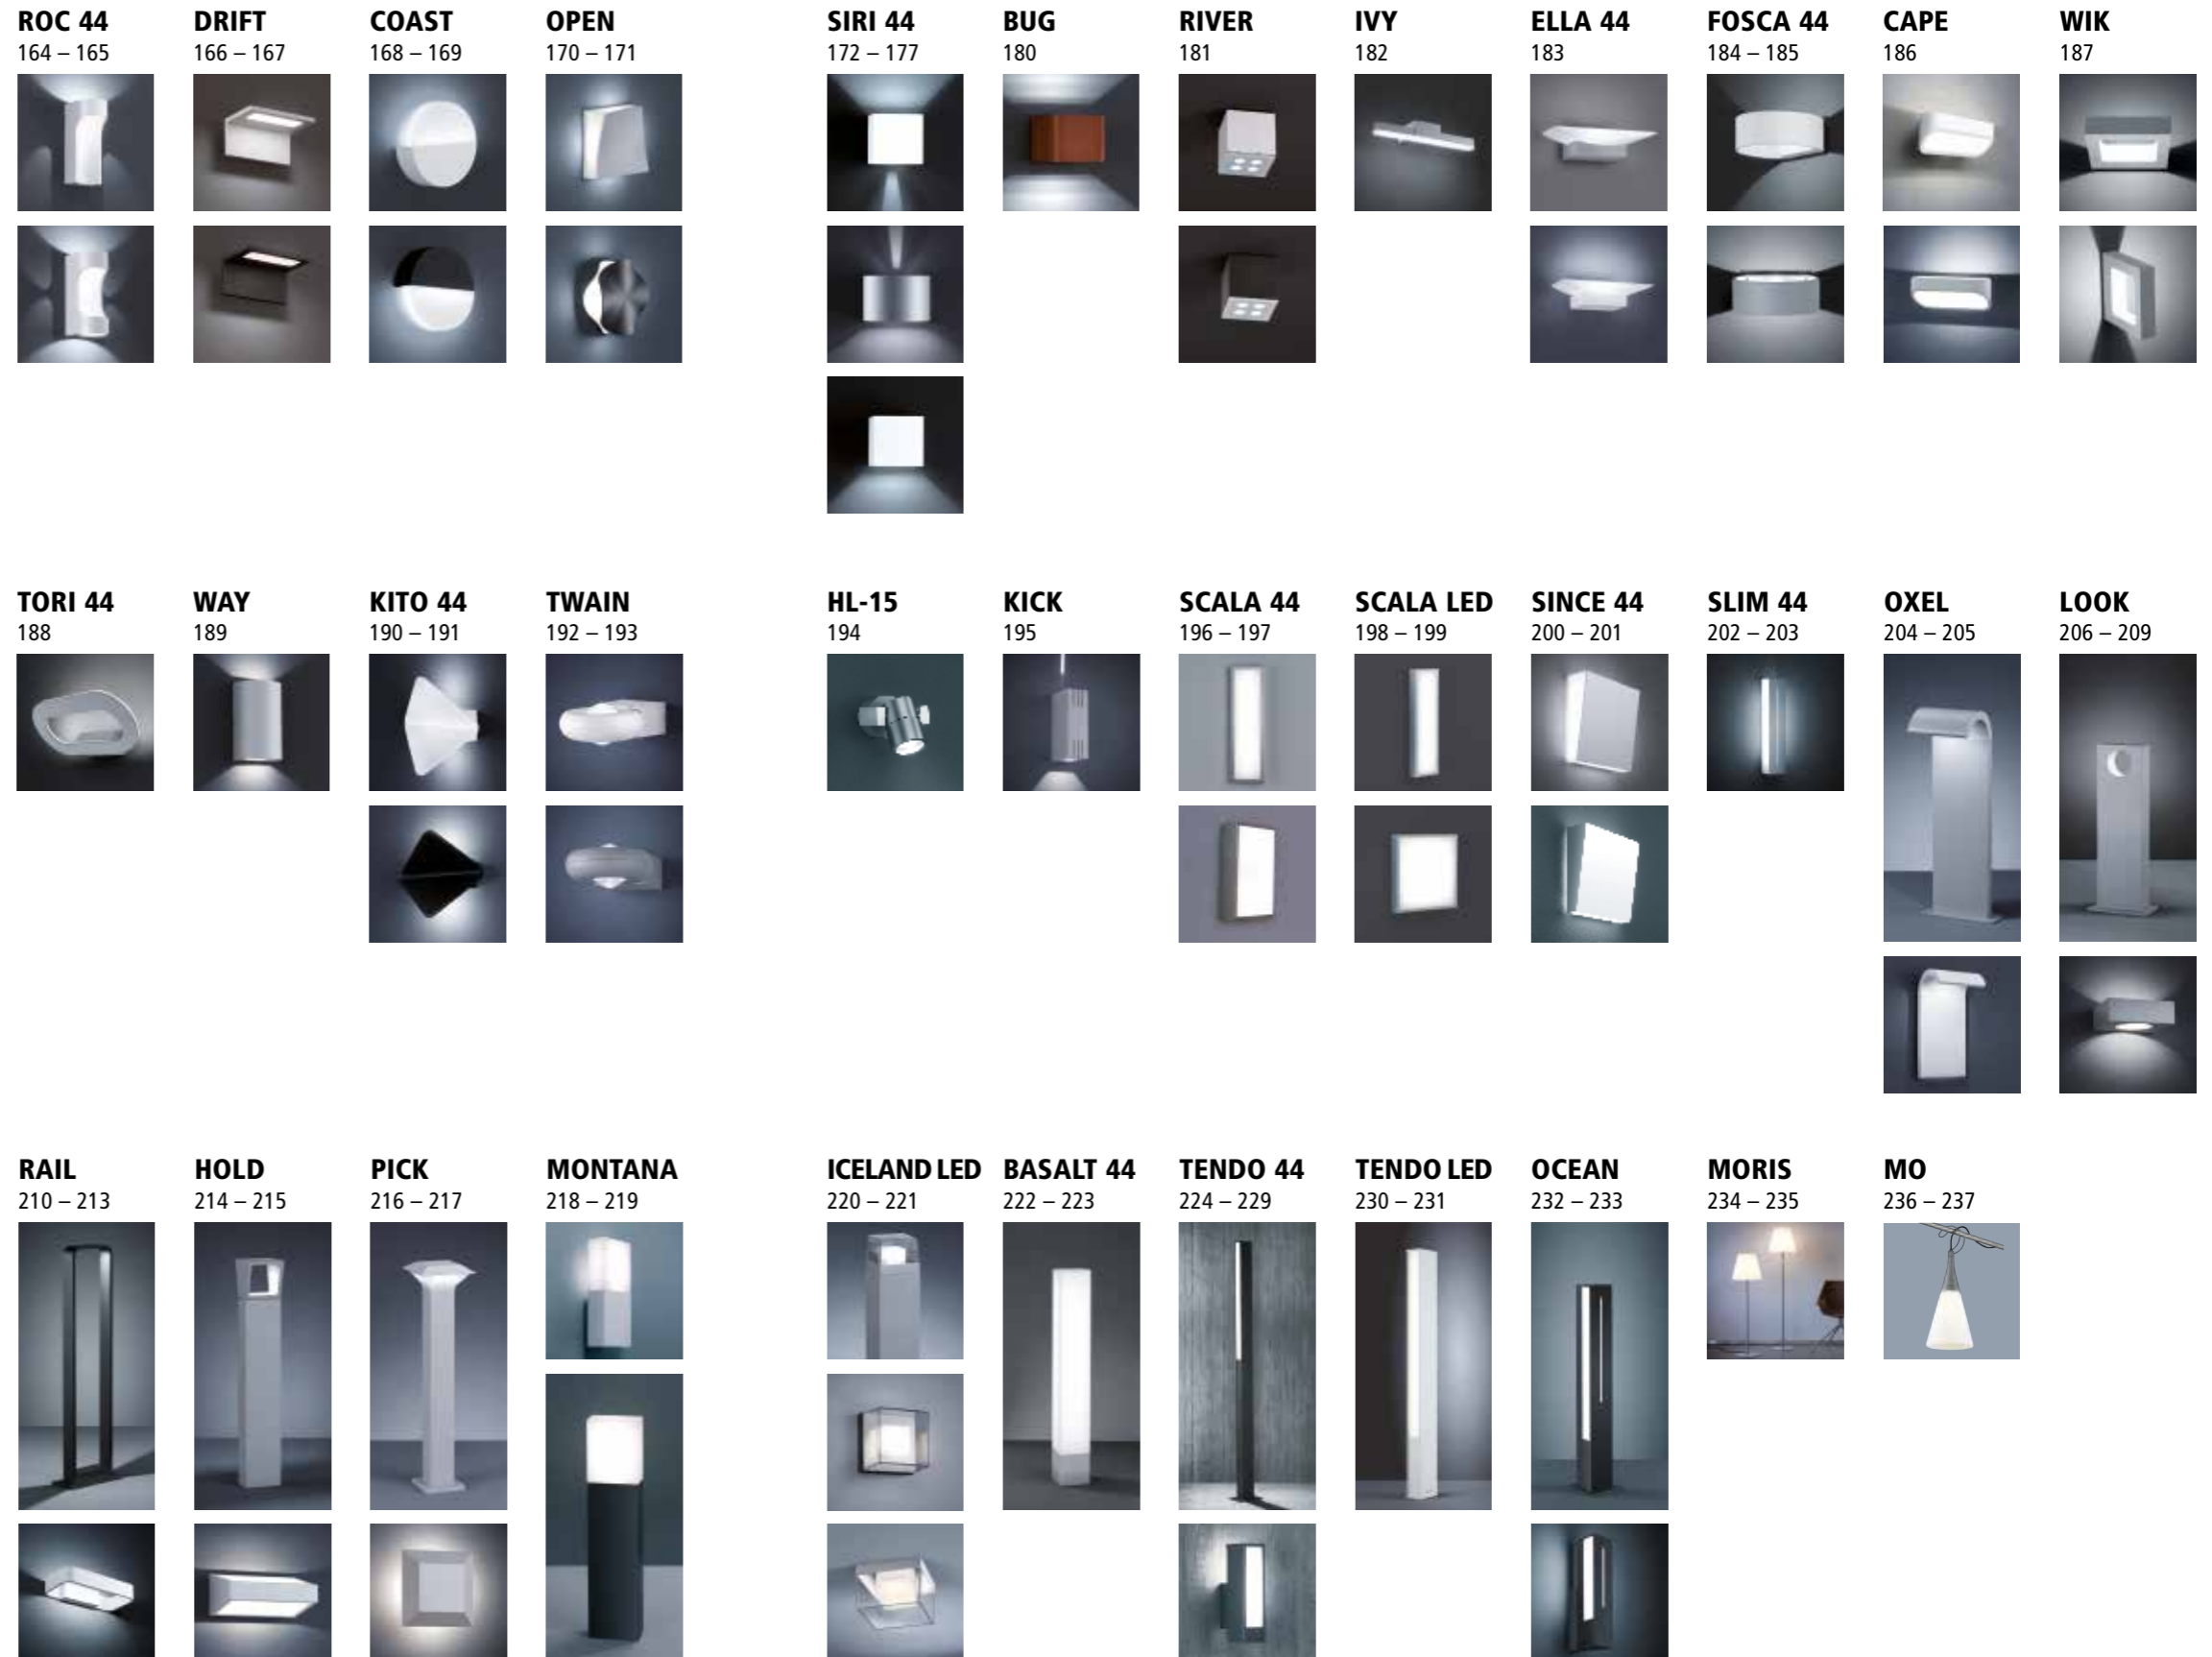 ROC 44
164 – 165
DRIFT
166 – 167
COAST
168 – 169
OPEN
170 – 171
SIRI 44
172 – 177
BUG
180
RIVER
181
IVY
182
ELLA 44
183
FOSCA 44
184 – 185
CAPE
186
WIK
187
TORI 44
188
WAY
189
KITO 44
190 – 191
TWAIN
192 – 193
HL-15
194
KICK
195
SCALA 44
196 – 197
SCALA LED
198 – 199
SINCE 44
200 – 201
SLIM 44
202 – 203
OXEL
204 – 205
LOOK
206 – 209
RAIL
210 – 213
HOLD
214 – 215
PICK
216 – 217
MONTANA
218 – 219
ICELAND LED
220 – 221
BASALT 44
222 – 223
TENDO 44
224 – 229
TENDO LED
230 – 231
OCEAN
232 – 233
MORIS
234 – 235
MO
236 – 237